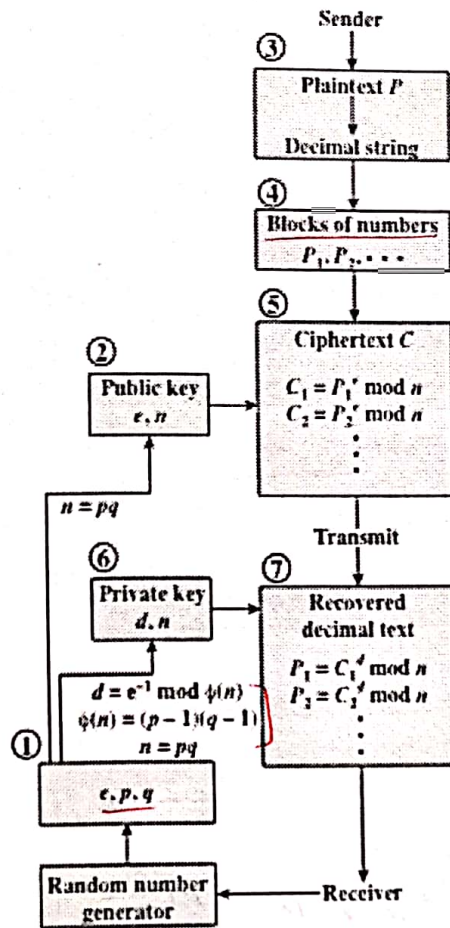 Sender
③
Plaintext P
Decimal string
④
Blocks of numbers
P₁, P₂, • • •
⑤
Ciphertext C
C₁ = P₁ᵉ mod n
C₂ = P₂ᵉ mod n
②
Public key
e, n
n = pq
Transmit
⑥
Private key
d, n
⑦
Recovered
decimal text
P₁ = C₁ᵈ mod n
P₂ = C₂ᵈ mod n
d = e⁻¹ mod ϕ(n)
ϕ(n) = (p – 1)(q – 1)
n = pq
①
e, p, q
Random number
generator
Receiver